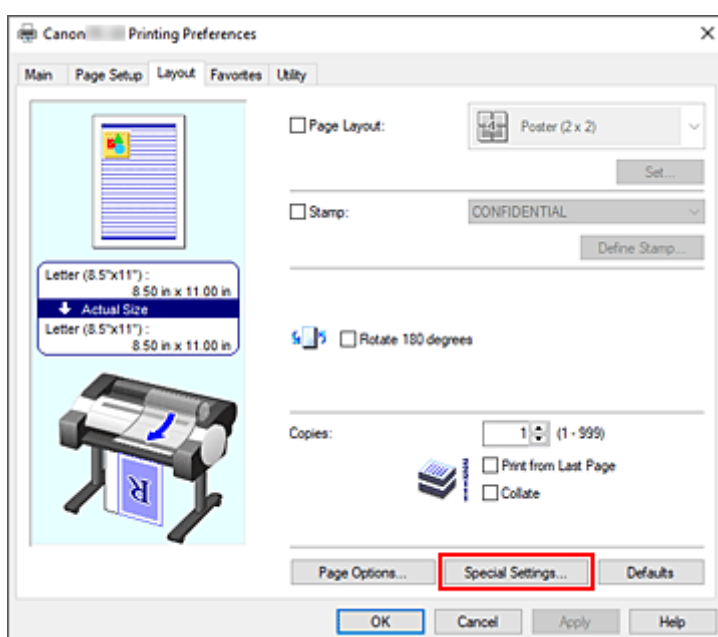 Canon Printing Preferences
Main Page Setup Layout Favorites Utility
Page Layout:
4
Poster (2 x 2)
Set...
Stamp:
CONFIDENTIAL
Define Stamp...
Letter (8.5"x11") :
8.50 in x 11.00 in
Actual Size
Letter (8.5"x11") :
8.50 in x 11.00 in
Rotate 180 degrees
R
Copies:
1 (1 - 999)
Print from Last Page
Collate
Page Options... Special Settings... Defaults
OK Cancel Apply Help